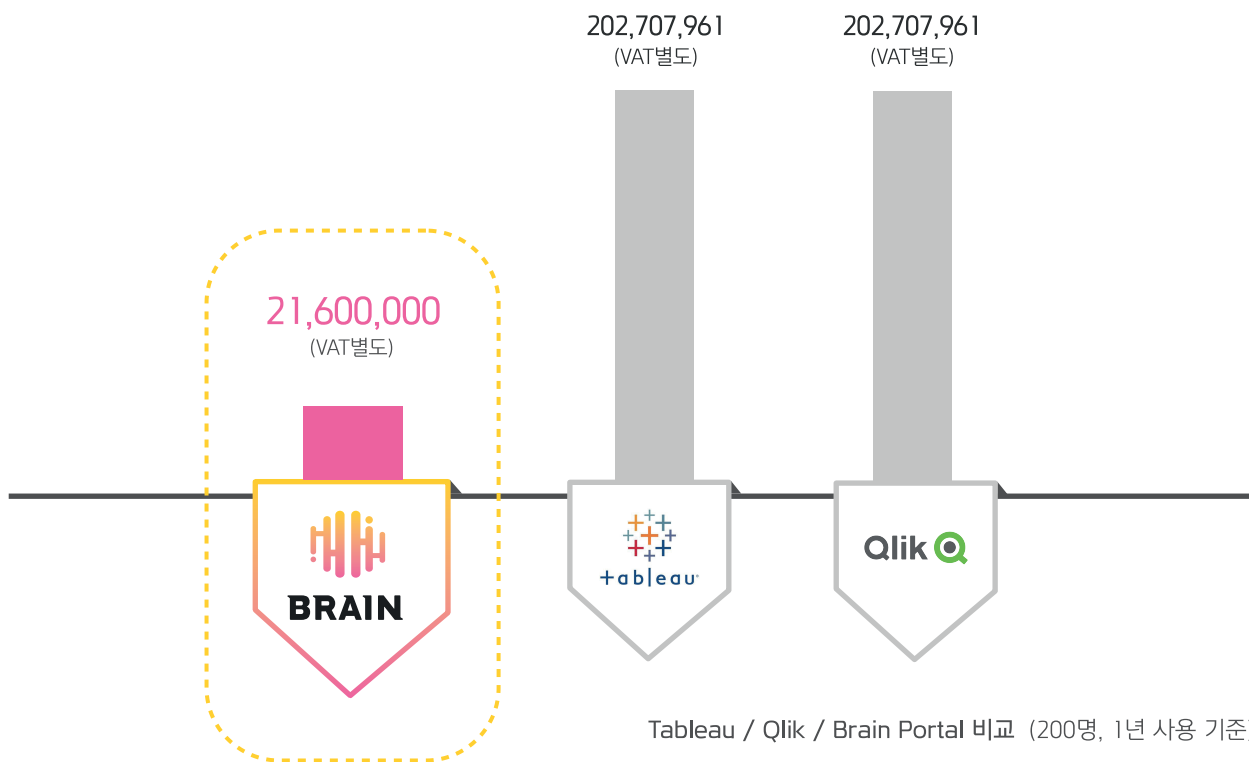 202,707,961
(VAT별도)
202,707,961
(VAT별도)
21,600,000
(VAT별도)
BRAIN
+ableau
Qlik
Tableau / Qlik / Brain Portal 비교 (200명, 1년 사용 기준)